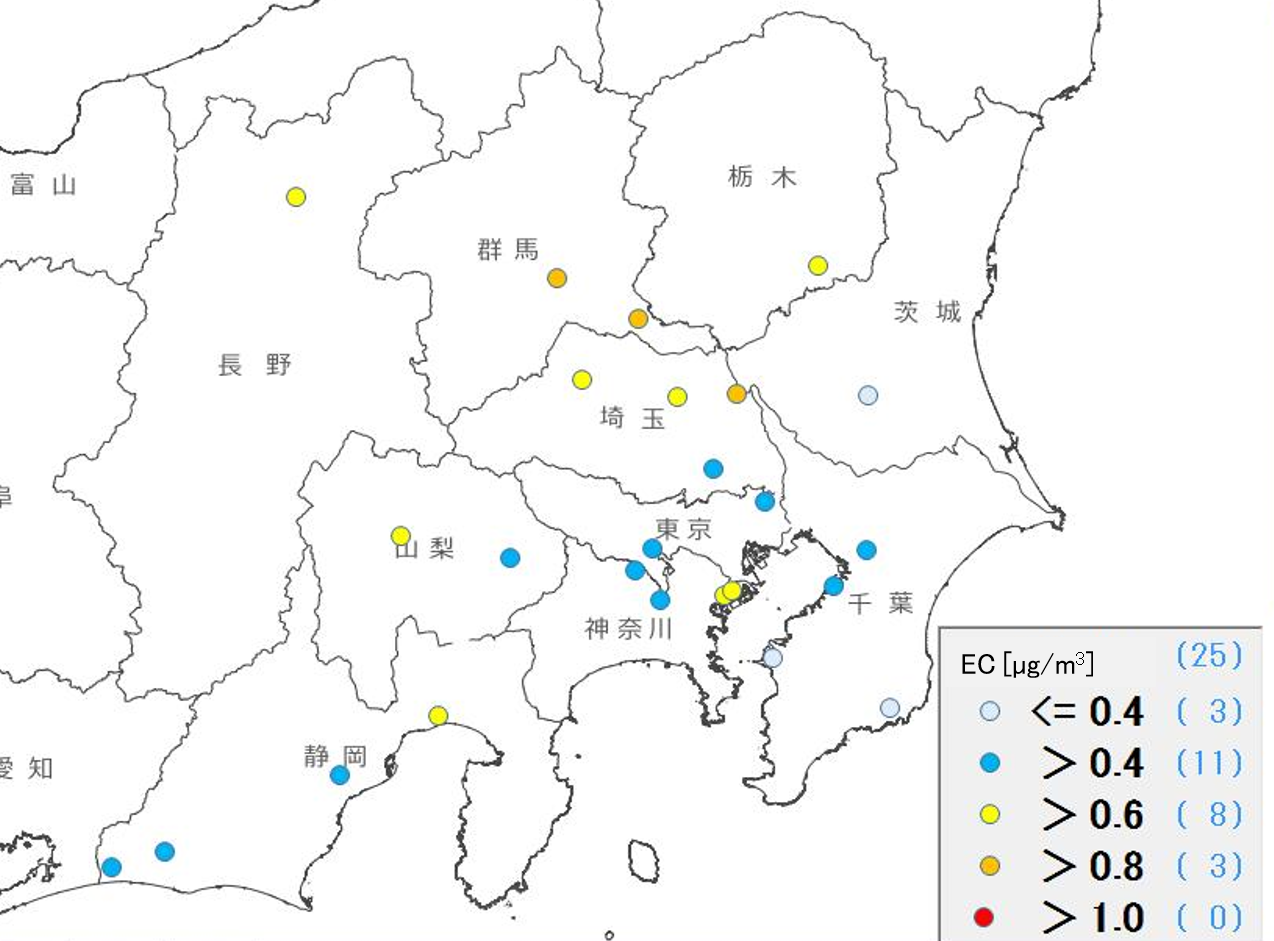 富山
栃木
群馬
茨城
長野
埼玉
阜
東京
山梨
千葉
神奈川
静岡
愛知
EC [μg/m³] (25)
<= 0.4 ( 3)
> 0.4 (11)
> 0.6 ( 8)
> 0.8 ( 3)
> 1.0 ( 0)